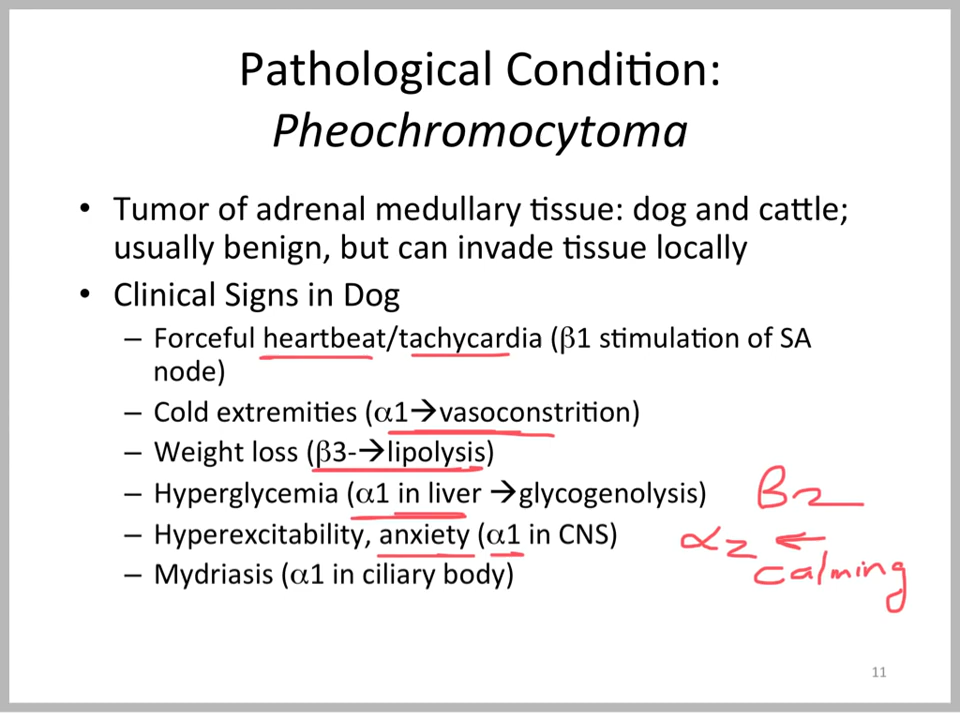 Pathological Condition:
Pheochromocytoma
• Tumor of adrenal medullary tissue: dog and cattle;
usually benign, but can invade tissue locally
• Clinical Signs in Dog
– Forceful heartbeat/tachycardia (β1 stimulation of SA
node)
– Cold extremities (α1→vasoconstrition)
– Weight loss (β3-→lipolysis)
– Hyperglycemia (α1 in liver →glycogenolysis)
β2
– Hyperexcitability, anxiety (α1 in CNS)
α2 ←
calming
– Mydriasis (α1 in ciliary body)
11